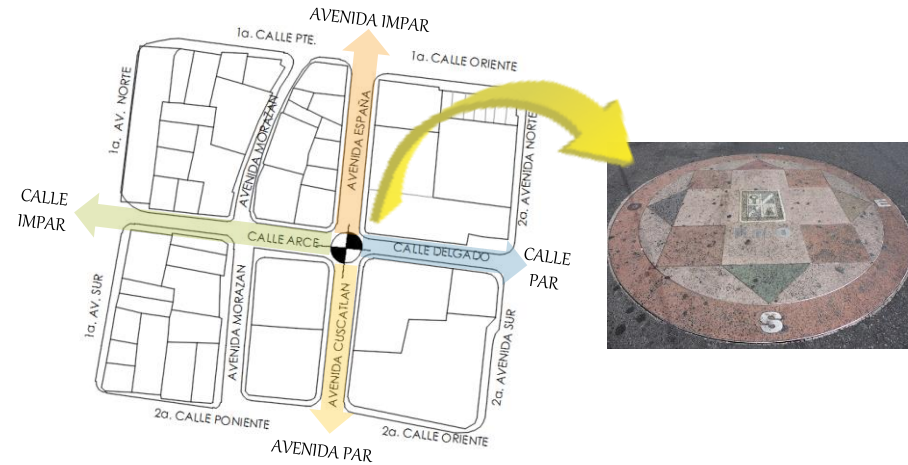 AVENIDA IMPAR
1a. CALLE PTE.
1a. CALLE ORIENTE
1a. AV. NORTE
AVENIDA MORAZAN
AVENIDA ESPAÑA
2a. AVENIDA NORTE
CALLE
IMPAR
CALLE ARCE
CALLE DELGADO
CALLE
PAR
1a. AV. SUR
AVENIDA MORAZAN
AVENIDA CUSCATLAN
2a. AVENIDA SUR
2a. CALLE PONIENTE
2a. CALLE ORIENTE
AVENIDA PAR
S